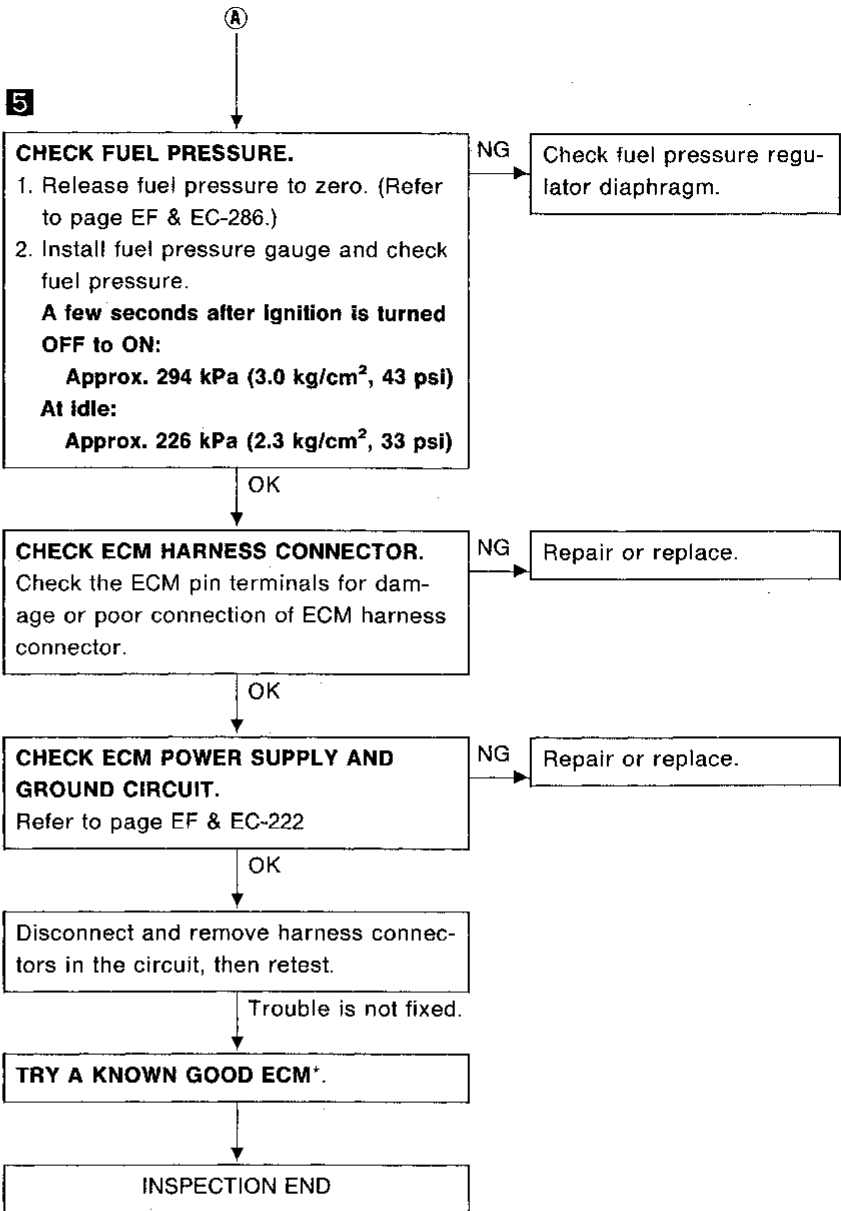 Ⓐ
5
CHECK FUEL PRESSURE.
1. Release fuel pressure to zero. (Refer
to page EF & EC-286.)
2. Install fuel pressure gauge and check
fuel pressure.
A few seconds after ignition is turned
OFF to ON:
Approx. 294 kPa (3.0 kg/cm², 43 psi)
At idle:
Approx. 226 kPa (2.3 kg/cm², 33 psi)
NG
Check fuel pressure regu-
lator diaphragm.
OK
CHECK ECM HARNESS CONNECTOR.
Check the ECM pin terminals for dam-
age or poor connection of ECM harness
connector.
NG
Repair or replace.
OK
CHECK ECM POWER SUPPLY AND
GROUND CIRCUIT.
Refer to page EF & EC-222
NG
Repair or replace.
OK
Disconnect and remove harness connec-
tors in the circuit, then retest.
Trouble is not fixed.
TRY A KNOWN GOOD ECM*.
INSPECTION END